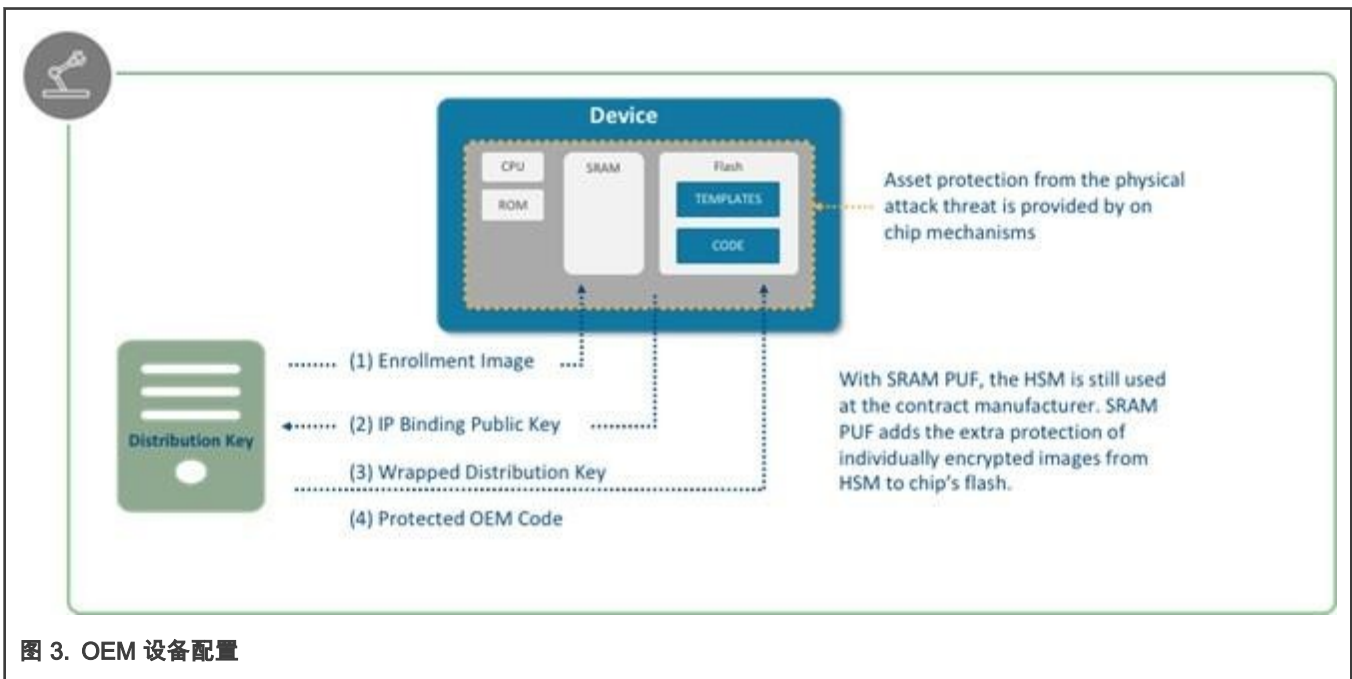 Device
CPU
ROM
SRAM
Flash
TEMPLATES
CODE
Asset protection from the physical
attack threat is provided by on
chip mechanisms
Distribution Key
(1) Enrollment Image
(2) IP Binding Public Key
(3) Wrapped Distribution Key
(4) Protected OEM Code
With SRAM PUF, the HSM is still used
at the contract manufacturer. SRAM
PUF adds the extra protection of
individually encrypted images from
HSM to chip's flash.
图 3. OEM 设备配置